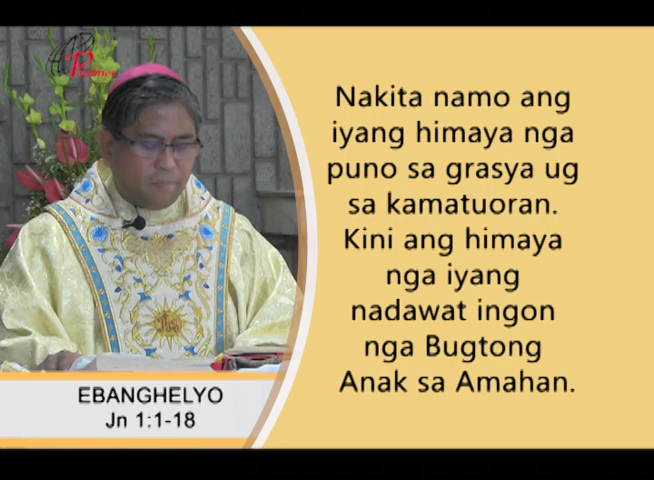 Nakita namo ang
iyang himaya nga
puno sa grasya ug
sa kamatuoran.
Kini ang himaya
nga iyang
nadawat ingon
nga Bugtong
Anak sa Amahan.
EBANGHELYO
Jn 1:1-18